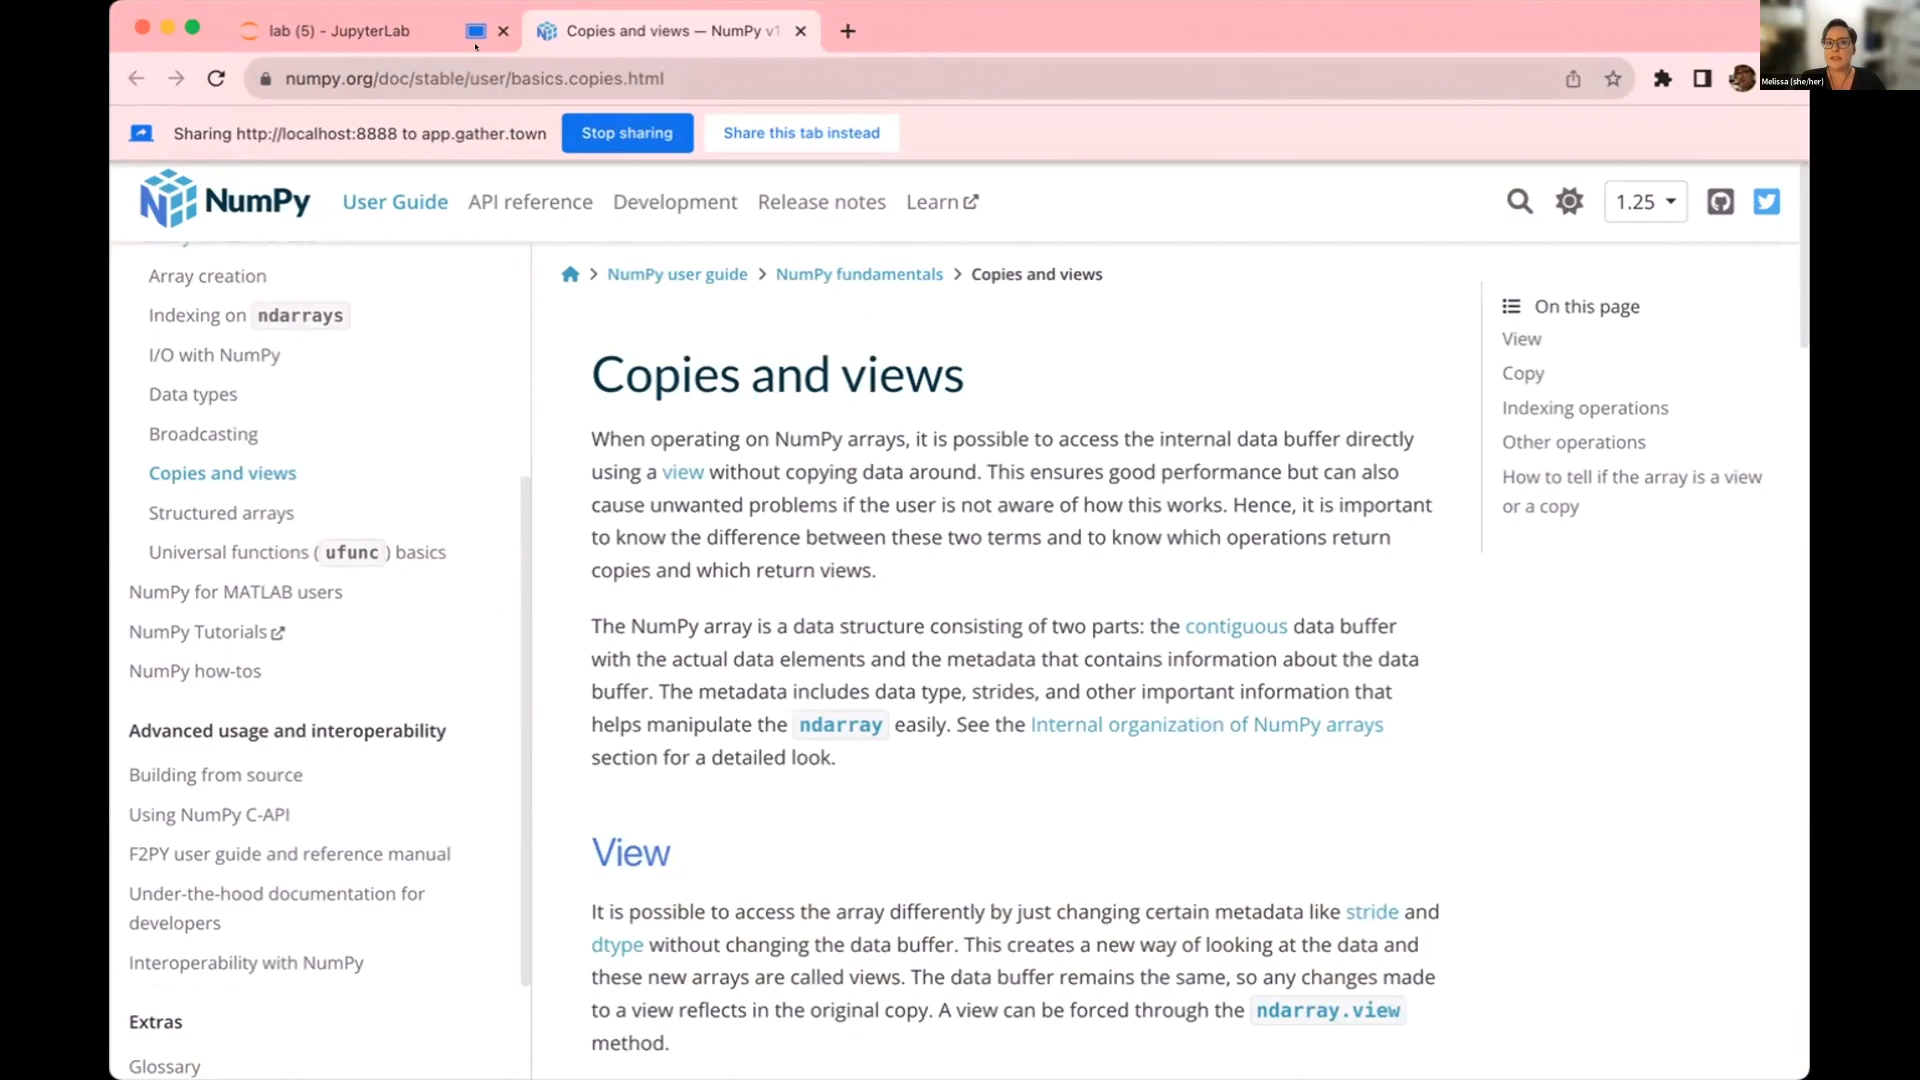 lab (5) - JupyterLab
Copies and views — NumPy v1
numpy.org/doc/stable/user/basics.copies.html
Melissa (she/her)
Sharing http://localhost:8888 to app.gather.town
Stop sharing
Share this tab instead
NumPy
User Guide
API reference
Development
Release notes
Learn
1.25
Array creation
Indexing on ndarrays
I/O with NumPy
Data types
Broadcasting
Copies and views
Structured arrays
Universal functions ( ufunc ) basics
NumPy for MATLAB users
NumPy Tutorials
NumPy how-tos
Advanced usage and interoperability
Building from source
Using NumPy C-API
F2PY user guide and reference manual
Under-the-hood documentation for
developers
Interoperability with NumPy
Extras
Glossary
NumPy user guide > NumPy fundamentals > Copies and views
Copies and views
When operating on NumPy arrays, it is possible to access the internal data buffer directly
using a view without copying data around. This ensures good performance but can also
cause unwanted problems if the user is not aware of how this works. Hence, it is important
to know the difference between these two terms and to know which operations return
copies and which return views.
The NumPy array is a data structure consisting of two parts: the contiguous data buffer
with the actual data elements and the metadata that contains information about the data
buffer. The metadata includes data type, strides, and other important information that
helps manipulate the ndarray easily. See the Internal organization of NumPy arrays
section for a detailed look.
View
It is possible to access the array differently by just changing certain metadata like stride and
dtype without changing the data buffer. This creates a new way of looking at the data and
these new arrays are called views. The data buffer remains the same, so any changes made
to a view reflects in the original copy. A view can be forced through the ndarray.view
method.
On this page
View
Copy
Indexing operations
Other operations
How to tell if the array is a view
or a copy